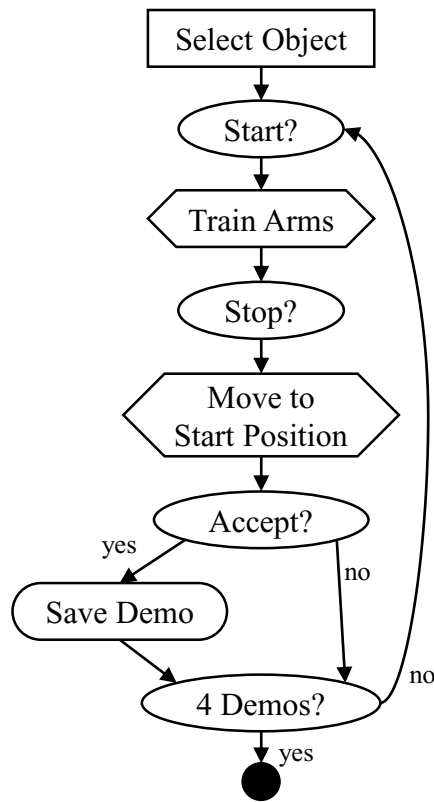 Select Object
Start?
Train Arms
Stop?
Move to
Start Position
Accept?
yes
no
Save Demo
4 Demos?
no
yes